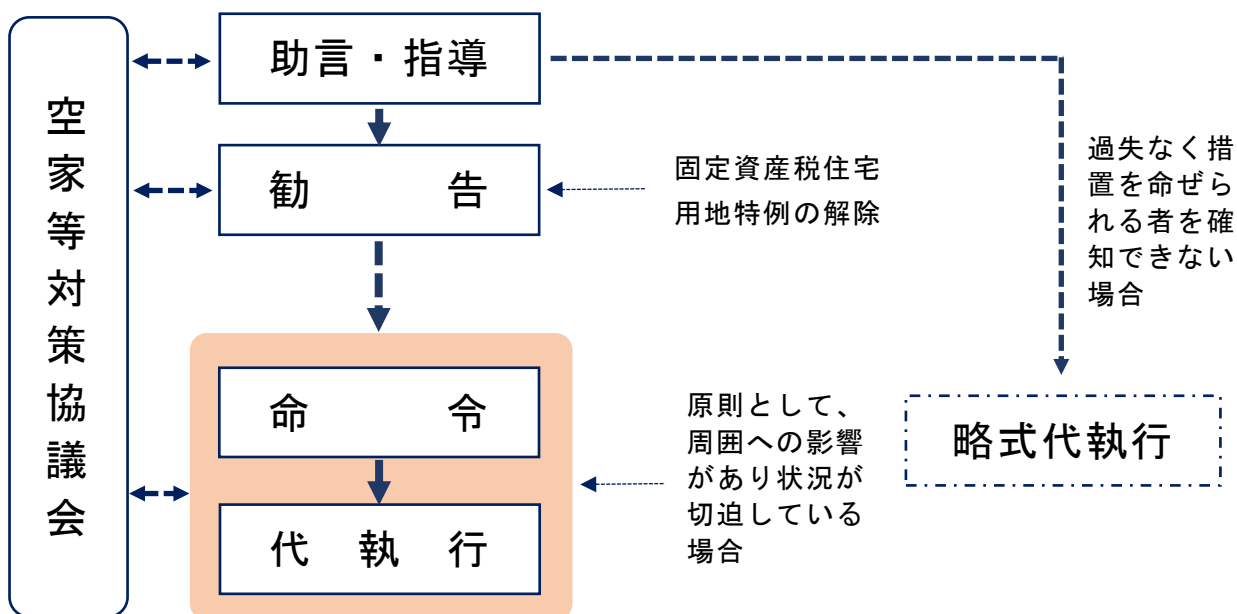 空家等対策協議会
助言・指導
勧告
固定資産税住宅
用地特例の解除
過失なく措
置を命ぜら
れる者を確
知できない
場合
命令
代執行
原則として、
周囲への影響
があり状況が
切迫している
場合
略式代執行